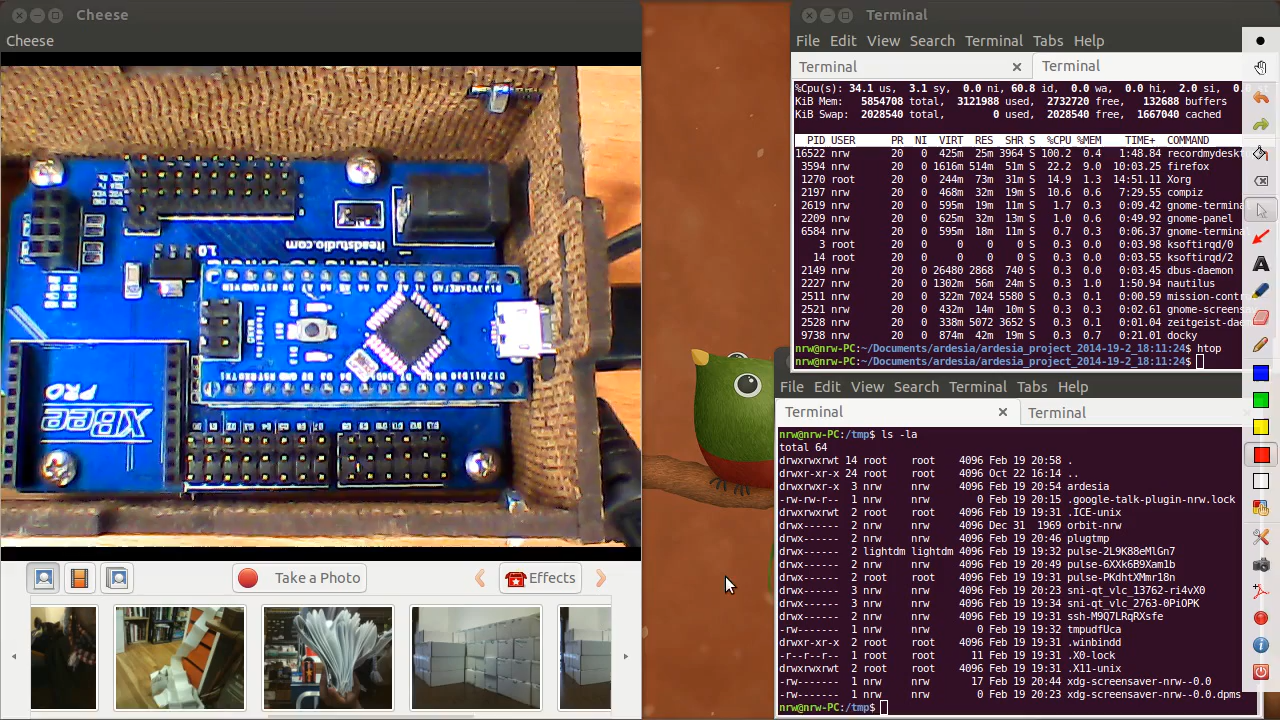 Cheese
Cheese
1.0
iteadstudio.com
XBee
PRO
Take a Photo
Effects
Terminal
File Edit View Search Terminal Tabs Help
Terminal
Terminal
%Cpu(s): 34.1 us, 3.1 sy, 0.0 ni, 60.8 id, 0.0 wa, 0.0 hi, 2.0 si,
KiB Mem: 5854708 total, 3121988 used, 2732720 free, 132688 buffers
KiB Swap: 2028540 total, 0 used, 2028540 free, 1667040 cached
PID USER PR NI VIRT RES SHR S %CPU %MEM TIME+ COMMAND
16522 nrw 20 0 425m 25m 3964 S 100.2 0.4 1:48.84 recordmydeskt
3594 nrw 20 0 1616m 514m 51m S 22.9 9.0 10:03.25 firefox
1270 root 20 0 244m 73m 31m S 14.9 1.3 14:51.11 Xorg
2197 nrw 20 0 468m 32m 19m S 10.6 0.6 7:29.55 compiz
2619 nrw 20 0 595m 19m 11m S 1.7 0.3 0:09.42 gnome-termina
2209 nrw 20 0 625m 32m 13m S 0.7 0.6 0:49.92 gnome-panel
6584 nrw 20 0 595m 18m 11m S 0.7 0.3 0:06.37 gnome-termina
3 root 20 0 0 0 0 S 0.3 0.0 0:03.98 ksoftirqd/0
14 root 20 0 0 0 0 S 0.3 0.0 0:03.55 ksoftirqd/2
2149 nrw 20 0 26480 2868 740 S 0.3 0.0 0:03.45 dbus-daemon
2227 nrw 20 0 1302m 56m 24m S 0.3 1.0 1:50.94 nautilus
2511 nrw 20 0 322m 7024 5580 S 0.3 0.1 0:00.59 mission-contr
2521 nrw 20 0 432m 14m 10m S 0.3 0.3 0:02.61 gnome-screens
2528 nrw 20 0 338m 5072 3652 S 0.3 0.1 0:01.04 zeitgeist-dae
9738 nrw 20 0 874m 42m 19m S 0.3 0.7 0:21.01 docky
nrw@nrw-PC:~/Documents/ardesia/ardesia_project_2014-19-2_18:11:24$ htop
nrw@nrw-PC:~/Documents/ardesia/ardesia_project_2014-19-2_18:11:24$
File Edit View Search Terminal Tabs Help
Terminal
Terminal
nrw@nrw-PC:/tmp$ ls -la
total 64
drwxrwxrwt 14 root root 4096 Feb 19 20:58 .
drwxr-xr-x 24 root root 4096 Oct 22 16:14 ..
drwxrwxr-x 3 nrw nrw 4096 Feb 19 20:54 ardesia
-rw-rw-r-- 1 nrw nrw 0 Feb 19 20:15 .google-talk-plugin-nrw.lock
drwxrwxrwt 2 root root 4096 Feb 19 19:31 .ICE-unix
drwx------ 2 nrw nrw 4096 Dec 31 1969 orbit-nrw
drwx------ 2 nrw nrw 4096 Feb 19 20:46 plugtmp
drwx------ 2 lightdm lightdm 4096 Feb 19 19:32 pulse-2L9K88eMlGn7
drwx------ 2 nrw nrw 4096 Feb 19 20:49 pulse-6XXk6B9Xam1b
drwx------ 2 root root 4096 Feb 19 19:31 pulse-PKdhtXMmr18n
drwx------ 3 nrw nrw 4096 Feb 19 20:23 sni-qt_vlc_13762-ri4vX0
drwx------ 3 nrw nrw 4096 Feb 19 19:34 sni-qt_vlc_2763-0PiOPK
drwx------ 2 nrw nrw 4096 Feb 19 19:31 ssh-M9Q7LRqRXsfe
-rw------- 1 nrw nrw 0 Feb 19 19:32 tmpudfUca
drwxr-xr-x 2 root root 4096 Feb 19 19:31 .winbindd
-r--r--r-- 1 root root 11 Feb 19 19:31 .X0-lock
drwxrwxrwt 2 root root 4096 Feb 19 19:31 .X11-unix
-rw------- 1 nrw nrw 17 Feb 19 20:44 xdg-screensaver-nrw--0.0
-rw------- 1 nrw nrw 0 Feb 19 20:23 xdg-screensaver-nrw--0.0.dpms
nrw@nrw-PC:/tmp$